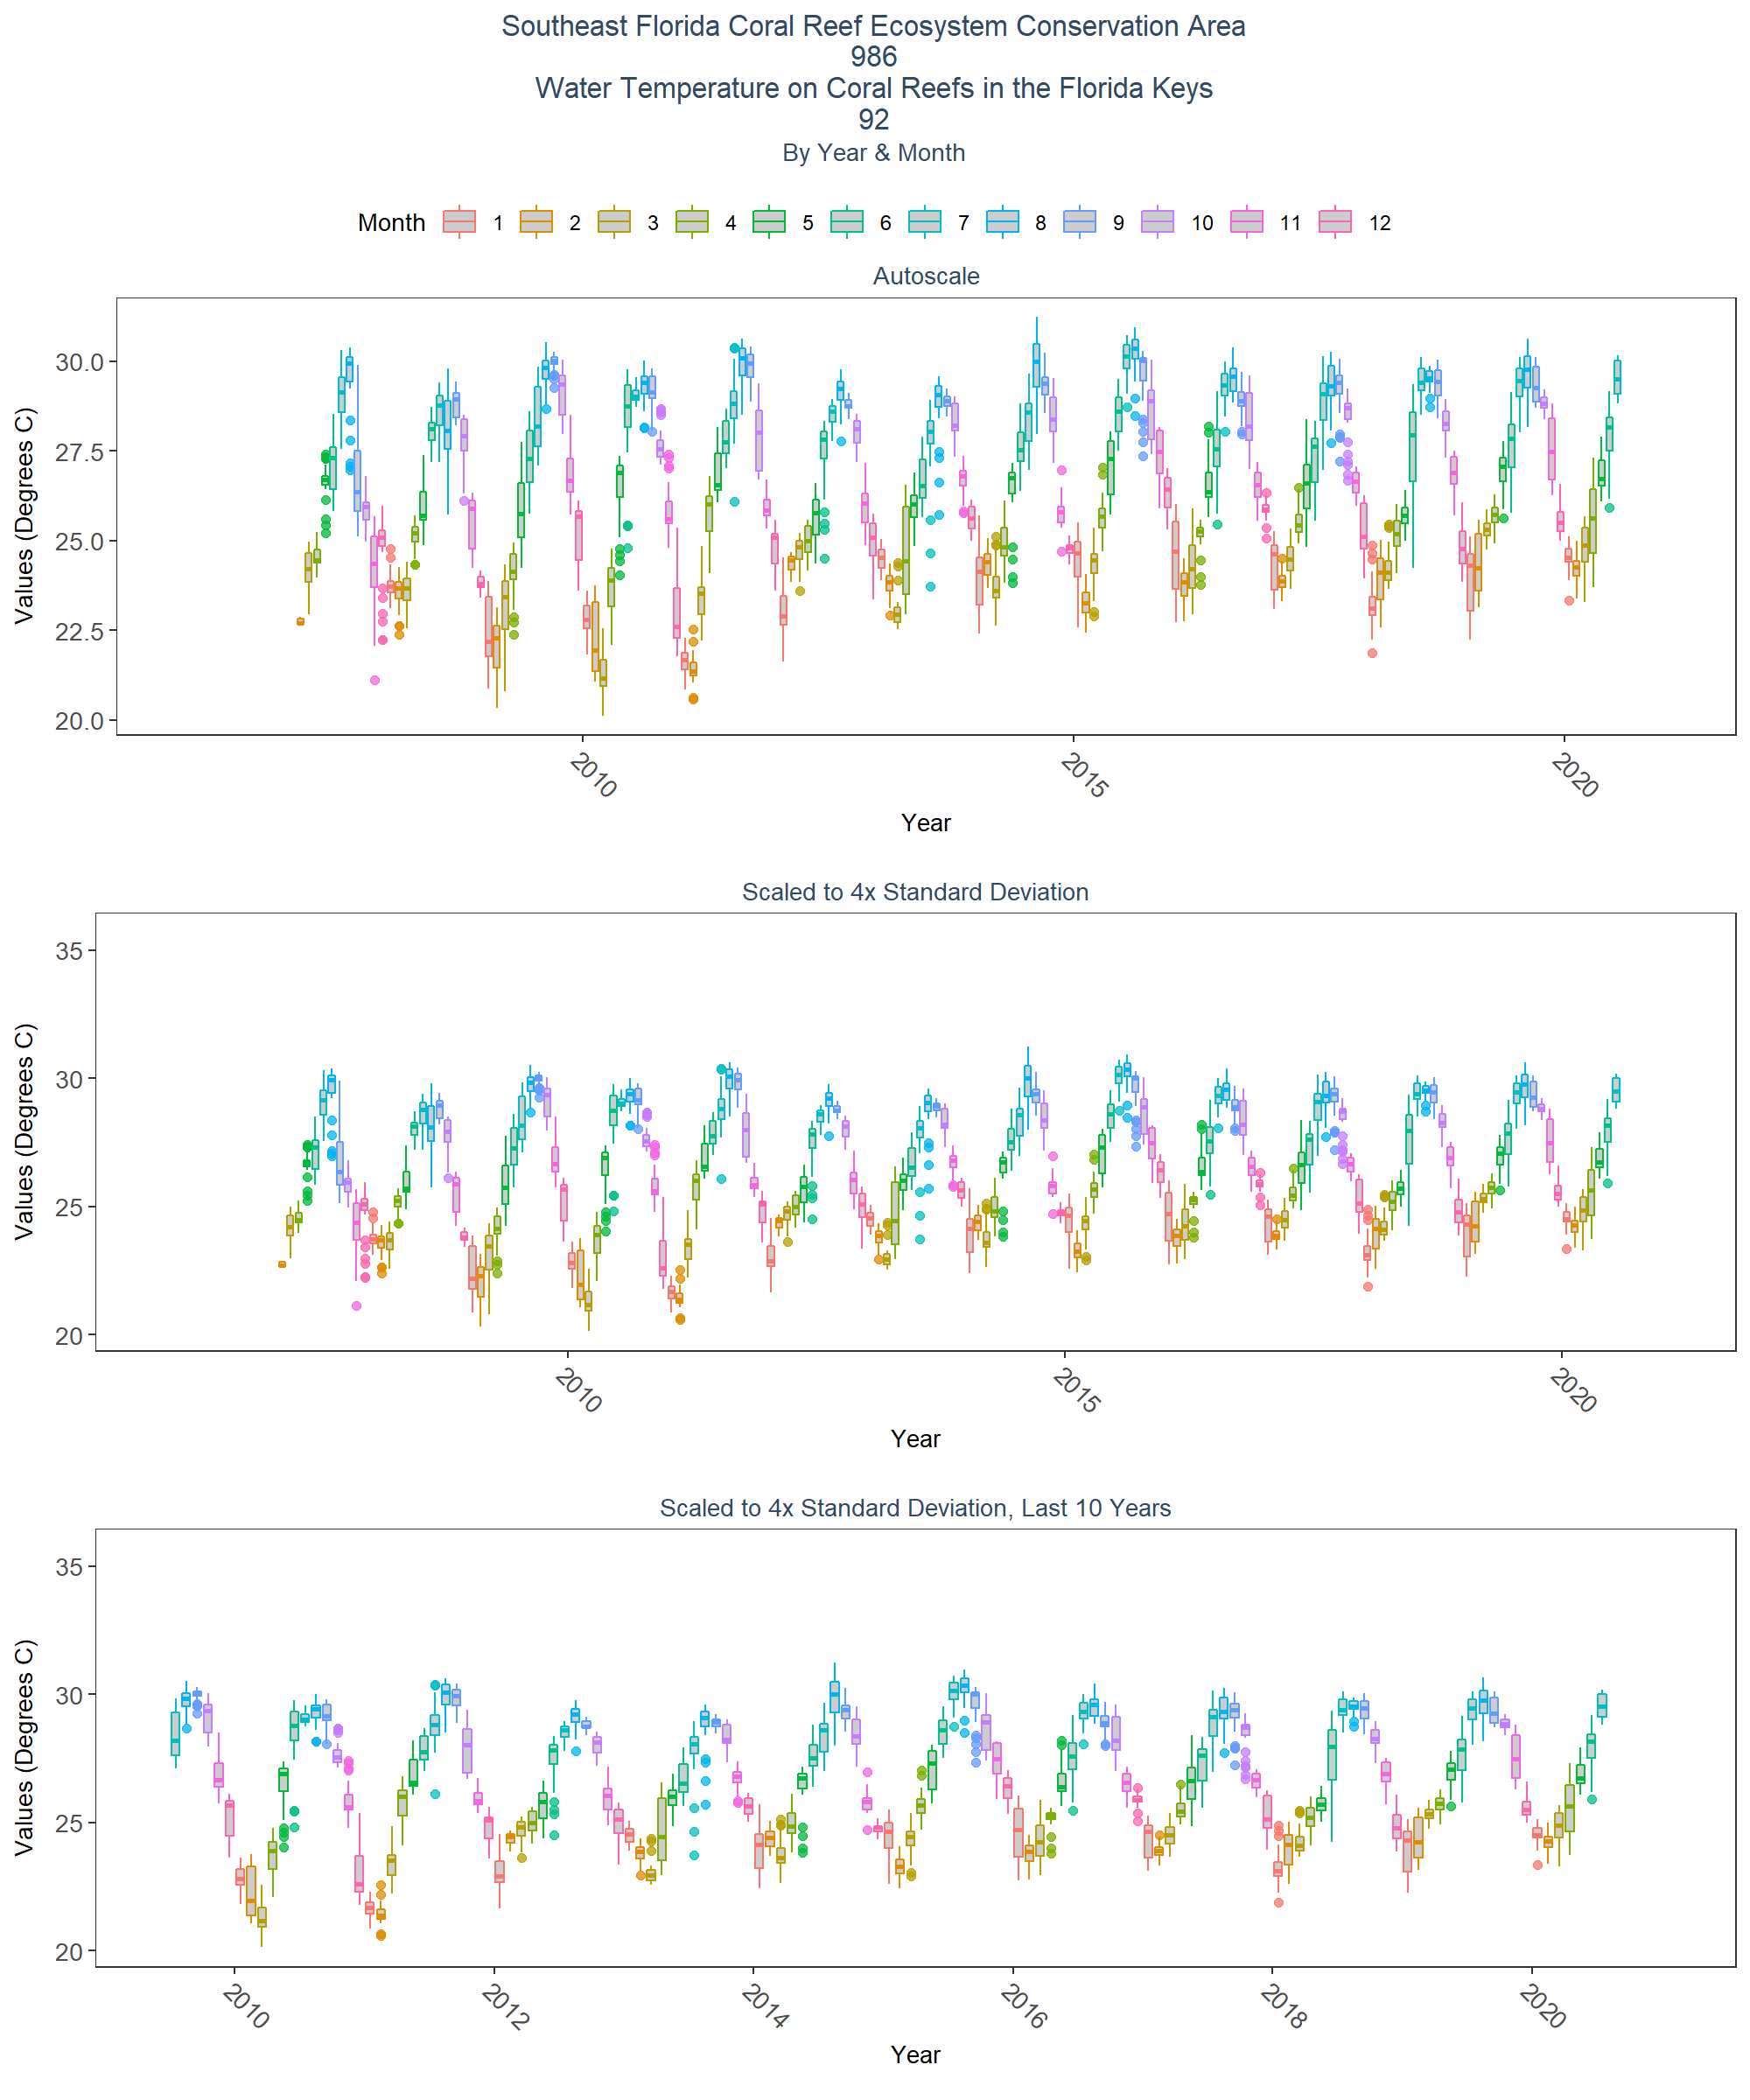 Southeast Florida Coral Reef Ecosystem Conservation Area
986
Water Temperature on Coral Reefs in the Florida Keys
92
By Year & Month
Month 1 2 3 4 5 6 7 8 9 10 11 12
Autoscale
Values (Degrees C)
30.0
27.5
25.0
22.5
20.0
2010 2015 2020
Year
Scaled to 4x Standard Deviation
Values (Degrees C)
35
30
25
20
2010 2015 2020
Year
Scaled to 4x Standard Deviation, Last 10 Years
Values (Degrees C)
35
30
25
20
2010 2012 2014 2016 2018 2020
Year